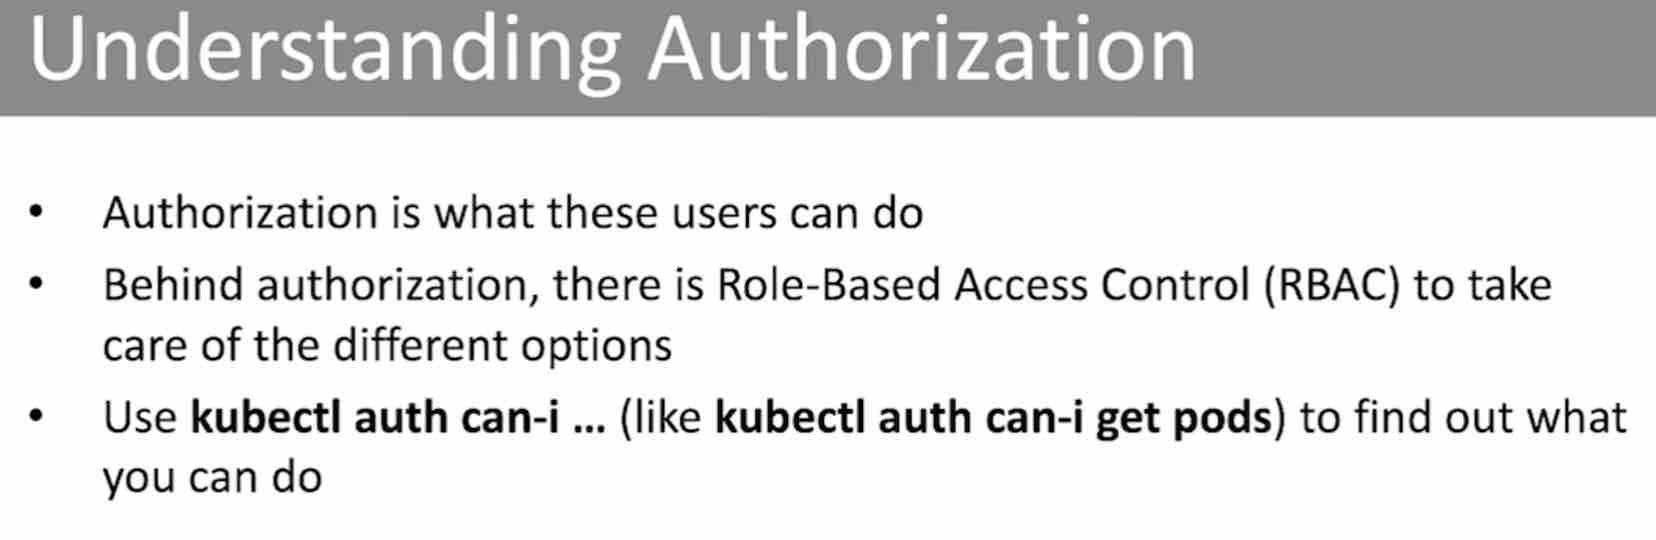 Understanding Authorization
• Authorization is what these users can do
• Behind authorization, there is Role-Based Access Control (RBAC) to take
care of the different options
• Use kubectl auth can-i ... (like kubectl auth can-i get pods) to find out what
you can do